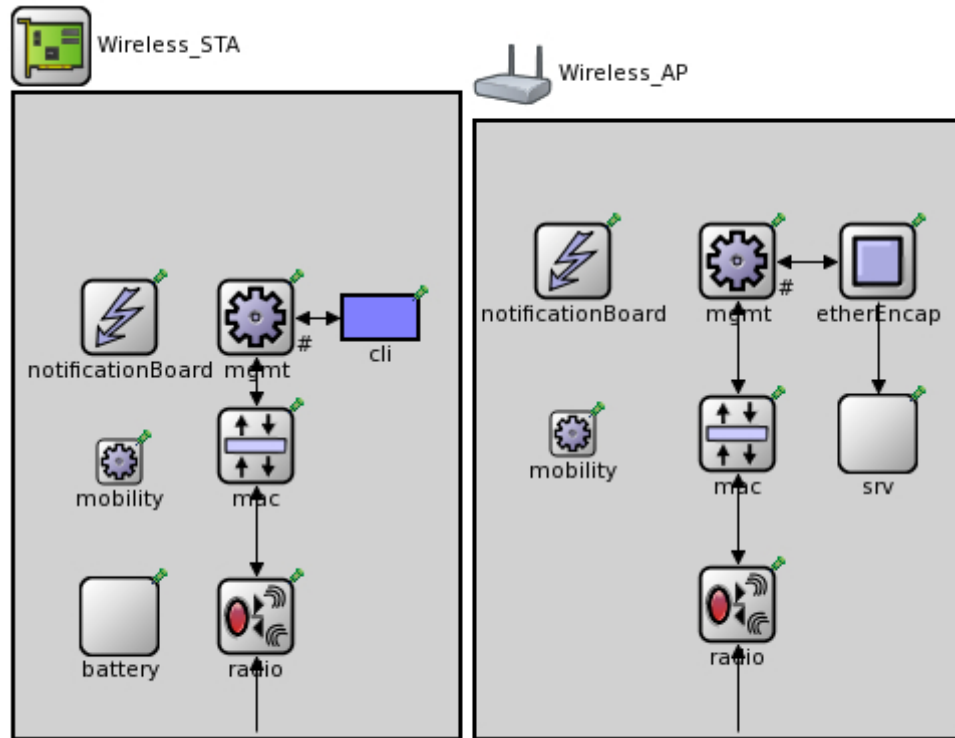 Wireless_STA
notificationBoard
mgmt
#
cli
mobility
mac
battery
radio
Wireless_AP
notificationBoard
mgmt
#
etherEncap
mobility
mac
srv
radio